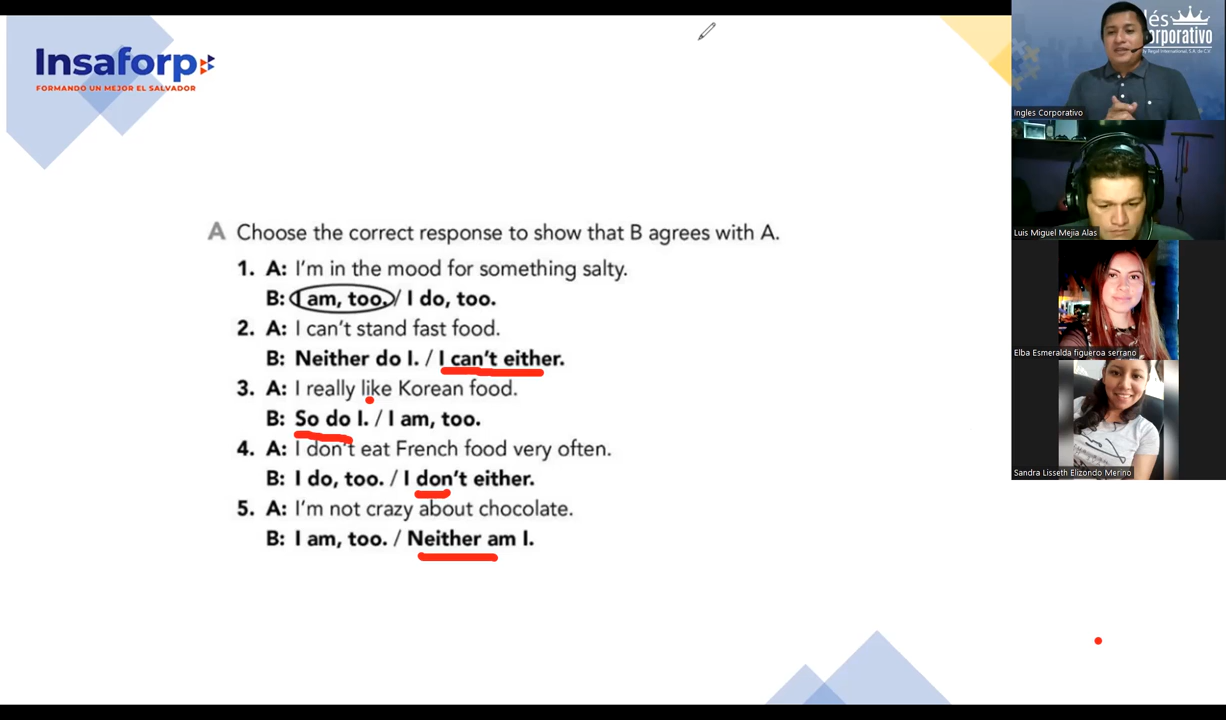 Insaforp
FORMANDO UN MEJOR EL SALVADOR
A Choose the correct response to show that B agrees with A.
1. A: I'm in the mood for something salty.
B: I am, too. / I do, too.
2. A: I can't stand fast food.
B: Neither do I. / I can't either.
3. A: I really like Korean food.
B: So do I. / I am, too.
4. A: I don't eat French food very often.
B: I do, too. / I don't either.
5. A: I'm not crazy about chocolate.
B: I am, too. / Neither am I.
Ingles Corporativo
Luis Miguel Mejia Alas
Elba Esmeralda figueroa serrano
Sandra Lisseth Elizondo Merino